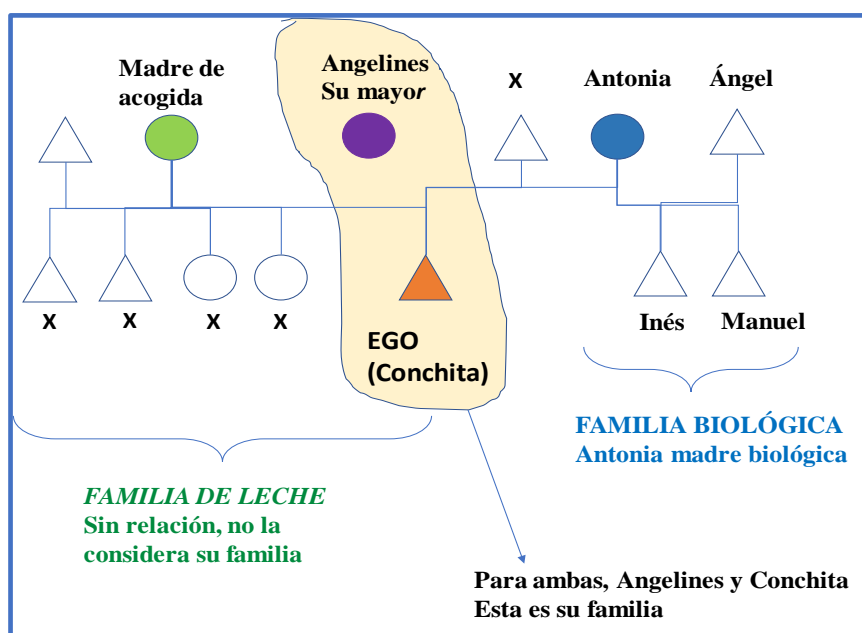 Madre de
acogida
Angelines
Su mayor
X
Antonia
Ángel
X
X
X
X
EGO
(Conchita)
Inés
Manuel
FAMILIA BIOLÓGICA
Antonia madre biológica
FAMILIA DE LECHE
Sin relación, no la
considera su familia
Para ambas, Angelines y Conchita
Esta es su familia